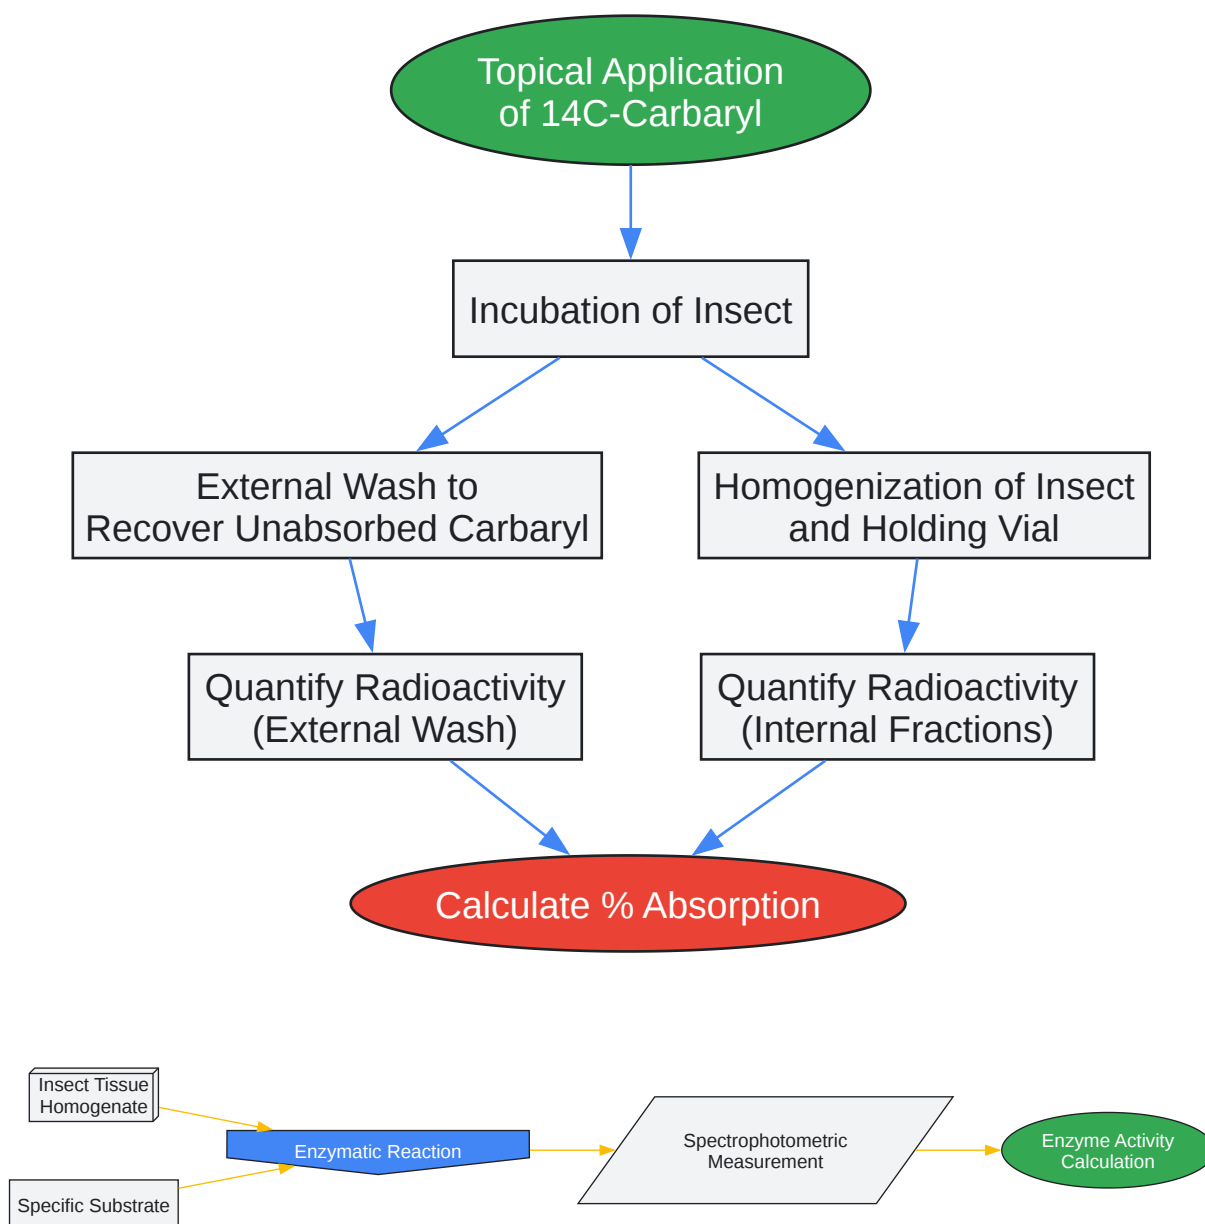 Topical Application
of 14C-Carbaryl
Incubation of Insect
External Wash to
Recover Unabsorbed Carbaryl
Homogenization of Insect
and Holding Vial
Quantify Radioactivity
(External Wash)
Quantify Radioactivity
(Internal Fractions)
Calculate % Absorption
Insect Tissue
Homogenate
Specific Substrate
Enzymatic Reaction
Spectrophotometric
Measurement
Enzyme Activity
Calculation